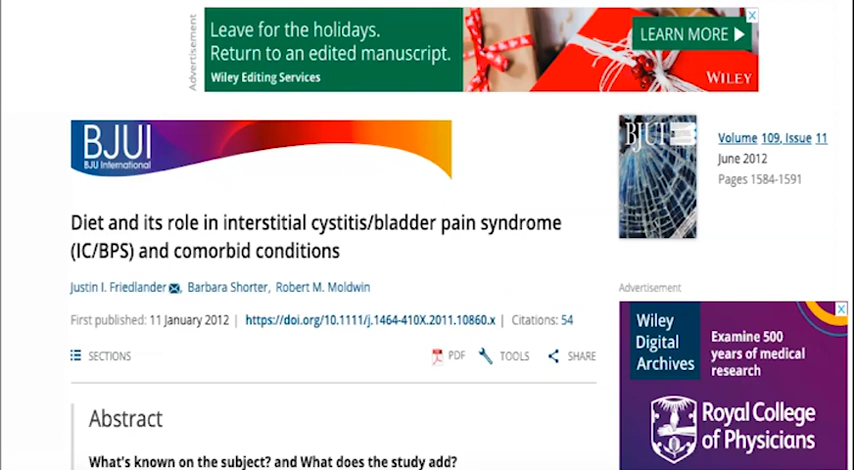 Advertisement
Leave for the holidays.
Return to an edited manuscript.
Wiley Editing Services
LEARN MORE
WILEY
X
BJUI
BJU International
BJUI
Volume 109, Issue 11
June 2012
Pages 1584-1591
Diet and its role in interstitial cystitis/bladder pain syndrome
(IC/BPS) and comorbid conditions
Justin I. Friedlander, Barbara Shorter, Robert M. Moldwin
First published: 11 January 2012 | https://doi.org/10.1111/j.1464-410X.2011.10860.x | Citations: 54
SECTIONS
PDF
TOOLS
SHARE
Abstract
What's known on the subject? and What does the study add?
Advertisement
X
Wiley
Digital
Archives
Examine 500
years of medical
research
Royal College
of Physicians